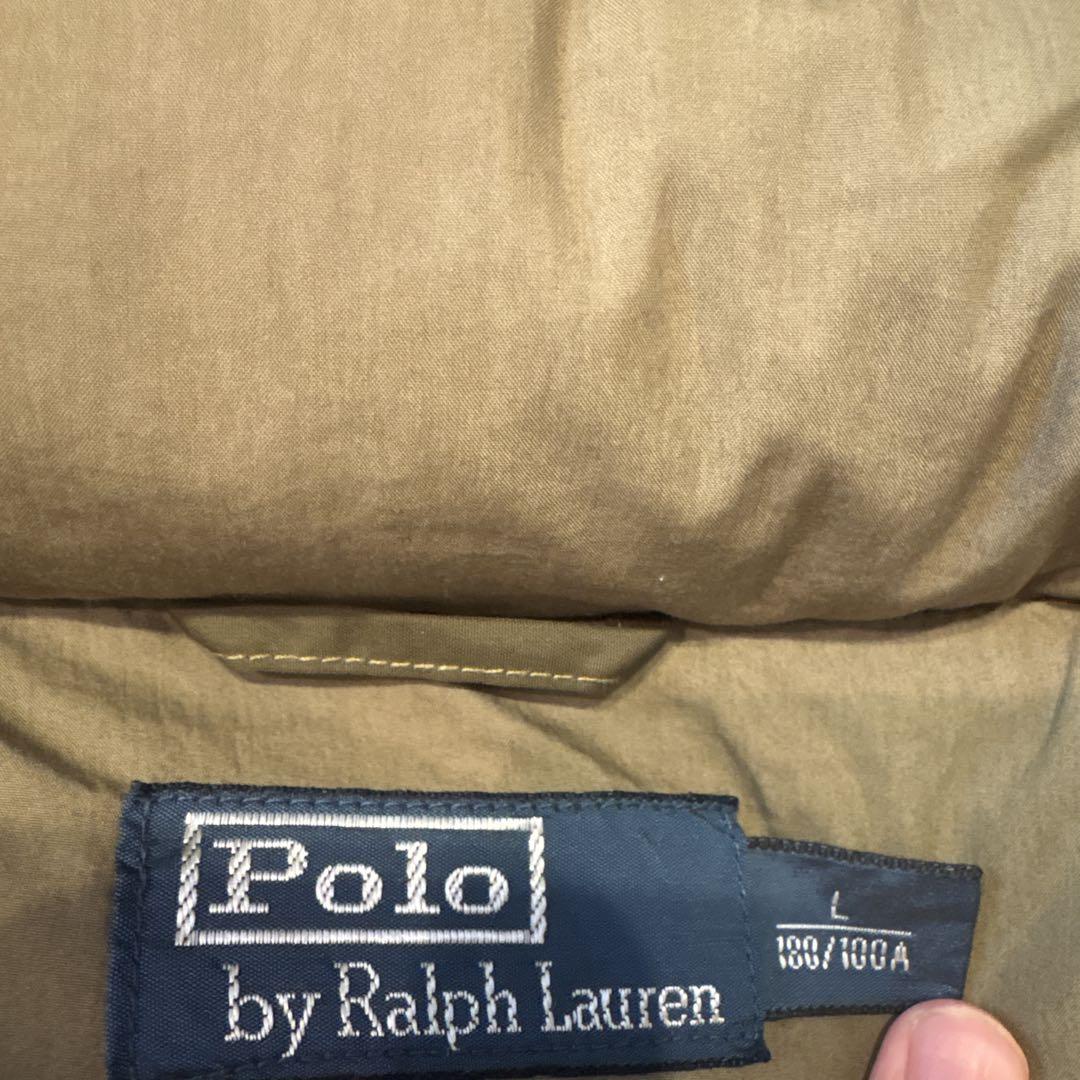 Polo
by Ralph Lauren
L
180/100A